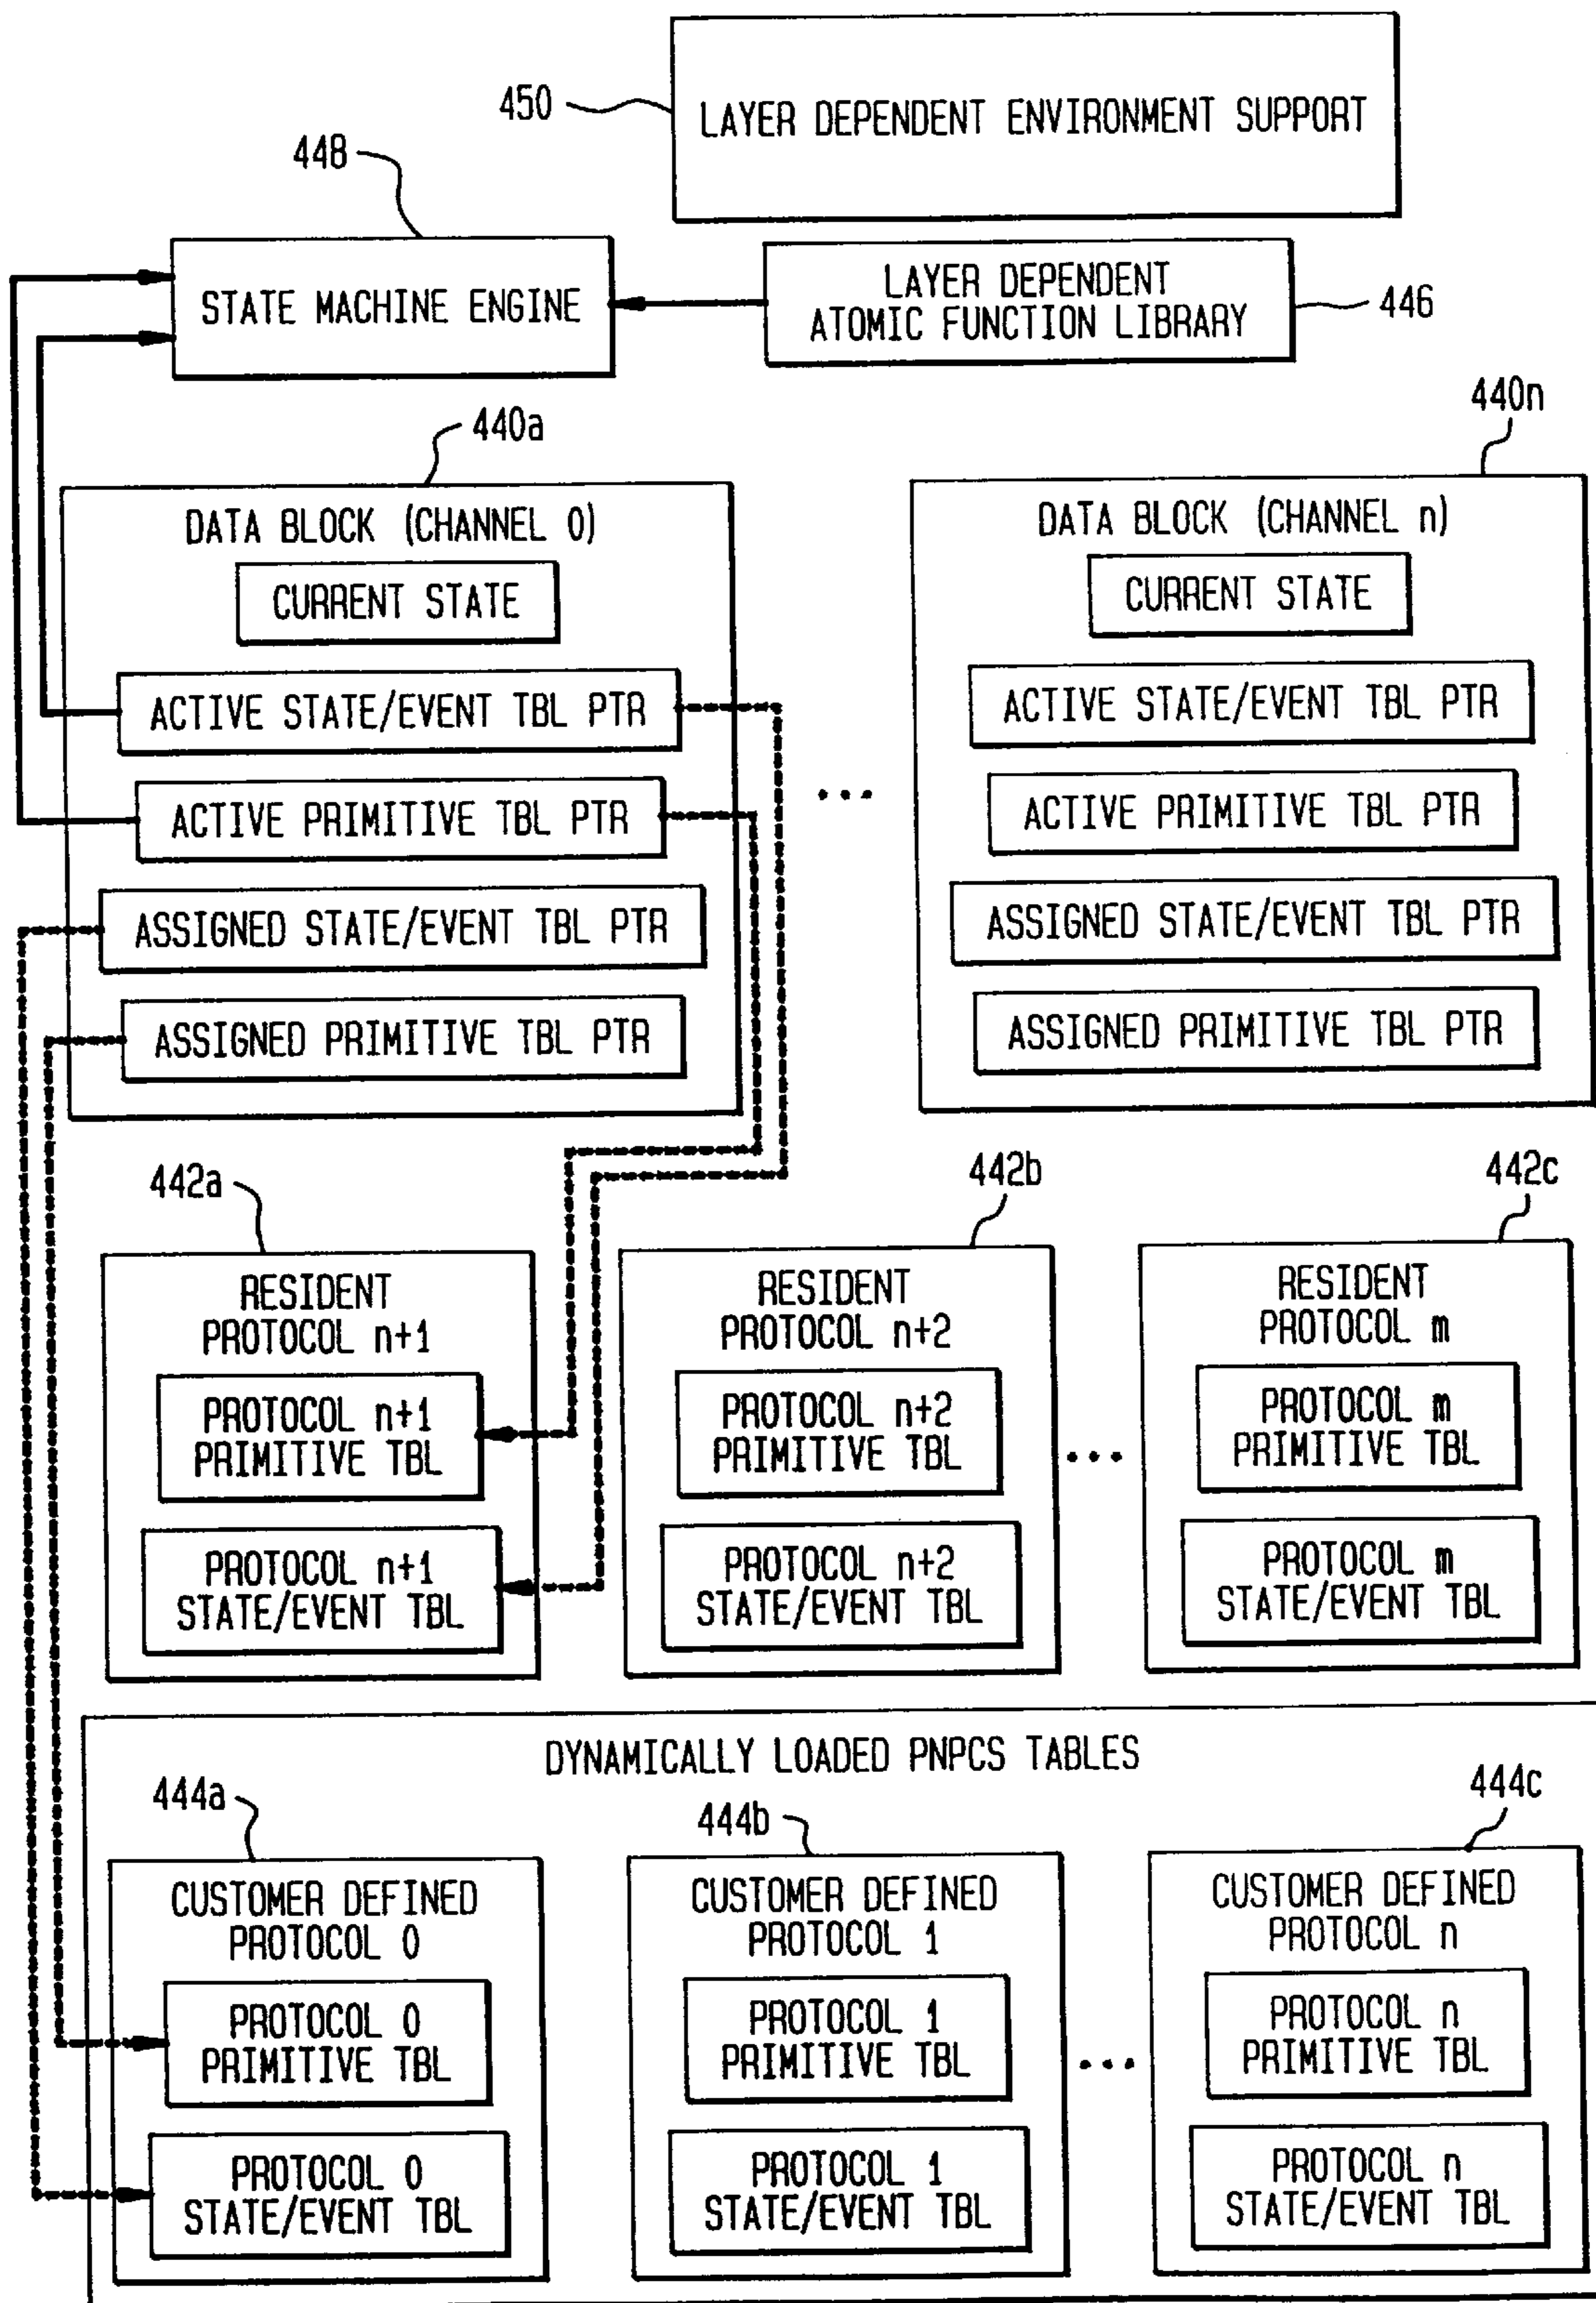 450
LAYER DEPENDENT ENVIRONMENT SUPPORT
448
STATE MACHINE ENGINE
LAYER DEPENDENT
ATOMIC FUNCTION LIBRARY
446
440a
440n
DATA BLOCK (CHANNEL 0)
CURRENT STATE
ACTIVE STATE/EVENT TBL PTR
ACTIVE PRIMITIVE TBL PTR
ASSIGNED STATE/EVENT TBL PTR
ASSIGNED PRIMITIVE TBL PTR
...
DATA BLOCK (CHANNEL n)
CURRENT STATE
ACTIVE STATE/EVENT TBL PTR
ACTIVE PRIMITIVE TBL PTR
ASSIGNED STATE/EVENT TBL PTR
ASSIGNED PRIMITIVE TBL PTR
442a
442b
442c
RESIDENT
PROTOCOL n+1
PROTOCOL n+1
PRIMITIVE TBL
PROTOCOL n+1
STATE/EVENT TBL
RESIDENT
PROTOCOL n+2
PROTOCOL n+2
PRIMITIVE TBL
PROTOCOL n+2
STATE/EVENT TBL
...
RESIDENT
PROTOCOL m
PROTOCOL m
PRIMITIVE TBL
PROTOCOL m
STATE/EVENT TBL
DYNAMICALLY LOADED PNPCS TABLES
444a
444b
444c
CUSTOMER DEFINED
PROTOCOL 0
PROTOCOL 0
PRIMITIVE TBL
PROTOCOL 0
STATE/EVENT TBL
CUSTOMER DEFINED
PROTOCOL 1
PROTOCOL 1
PRIMITIVE TBL
PROTOCOL 1
STATE/EVENT TBL
...
CUSTOMER DEFINED
PROTOCOL n
PROTOCOL n
PRIMITIVE TBL
PROTOCOL n
STATE/EVENT TBL